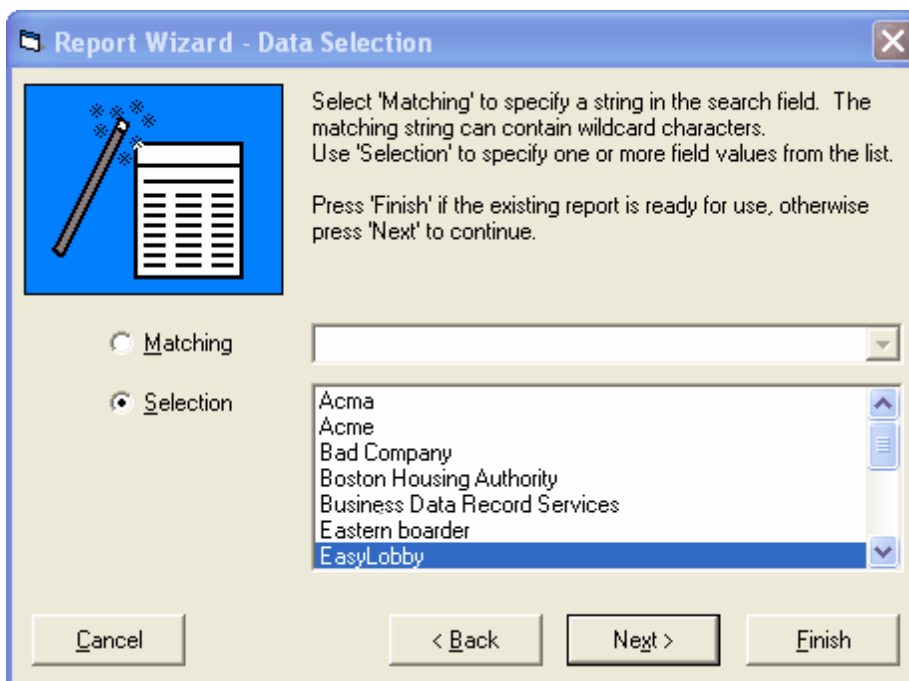 Report Wizard - Data Selection
Select 'Matching' to specify a string in the search field. The
matching string can contain wildcard characters.
Use 'Selection' to specify one or more field values from the list.
Press 'Finish' if the existing report is ready for use, otherwise
press 'Next' to continue.
Matching
Selection
Acma
Acme
Bad Company
Boston Housing Authority
Business Data Record Services
Eastern boarder
EasyLobby
Cancel
< Back
Next >
Finish